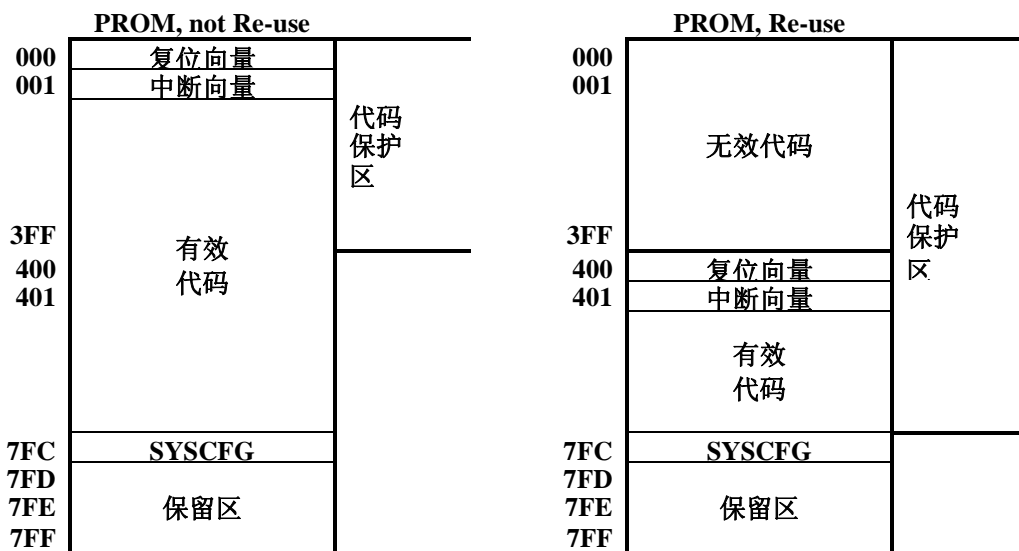 PROM, not Re-use
000
复位向量
001
中断向量
代码
保护
区
3FF
有效
400
代码
401
7FC
SYSCFG
7FD
7FE
保留区
7FF
PROM, Re-use
000
001
无效代码
代码
保护
区
3FF
400
复位向量
401
中断向量
有效
代码
7FC
SYSCFG
7FD
7FE
保留区
7FF